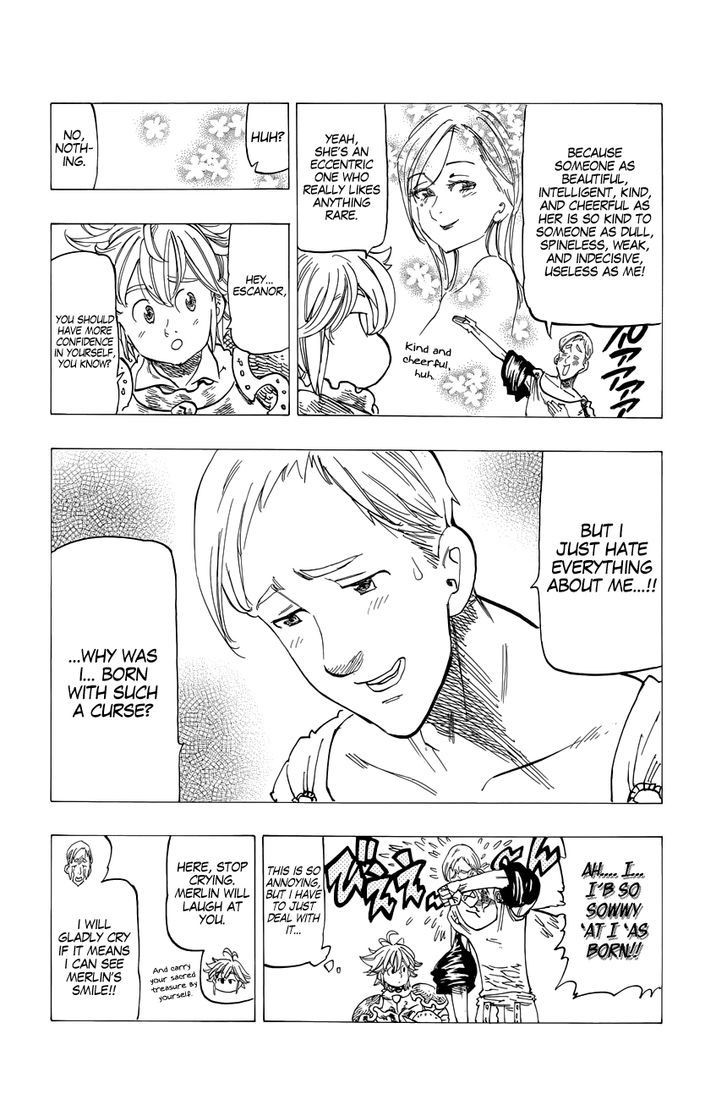 BECAUSE
SOMEONE AS
BEAUTIFUL,
INTELLIGENT, KIND,
AND CHEERFUL AS
HER IS SO KIND TO
SOMEONE AS DULL,
SPINELESS, WEAK,
AND INDECISIVE,
USELESS AS ME!
YEAH,
SHE'S AN
ECCENTRIC
ONE WHO
REALLY LIKES
ANYTHING
RARE.
Kind and
cheerful,
huh.
アアアア
HUH?
NO,
NOTH-
ING.
HEY...
ESCANOR,
YOU SHOULD
HAVE MORE
CONFIDENCE
IN YOURSELF,
YOU KNOW?
BUT I
JUST HATE
EVERYTHING
ABOUT ME...!!
...WHY WAS
I... BORN
WITH SUCH
A CURSE?
AH.... I....
I'B SO
SOWWY
'AT I 'AS
BORN!!
THIS IS SO
ANNOYING,
BUT I HAVE
TO JUST
DEAL WITH
IT...
HERE, STOP
CRYING.
MERLIN
WILL
LAUGH AT
YOU.
And carry
your sacred
treasure by
yourself.
I WILL
GLADLY CRY
IF IT MEANS
I CAN SEE
MERLIN'S
SMILE!!